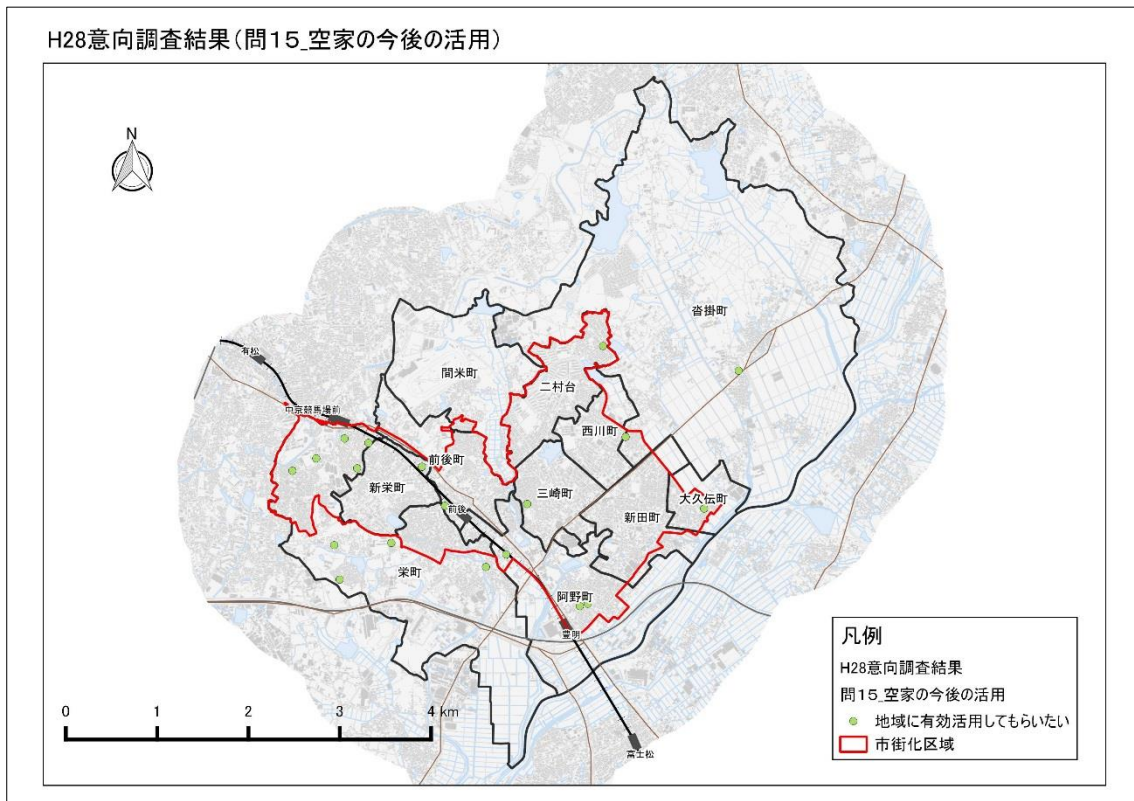 H28意向調査結果(問15_空家の今後の活用)
N
沓掛町
有松
間米町
二村台
中京競馬場前
西川町
前後町
新栄町
三崎町
大久伝町
前後
新田町
栄町
阿野町
豊明
富士松
0 1 2 3 4 km
凡例
H28意向調査結果
問15_空家の今後の活用
地域に有効活用してもらいたい
市街化区域